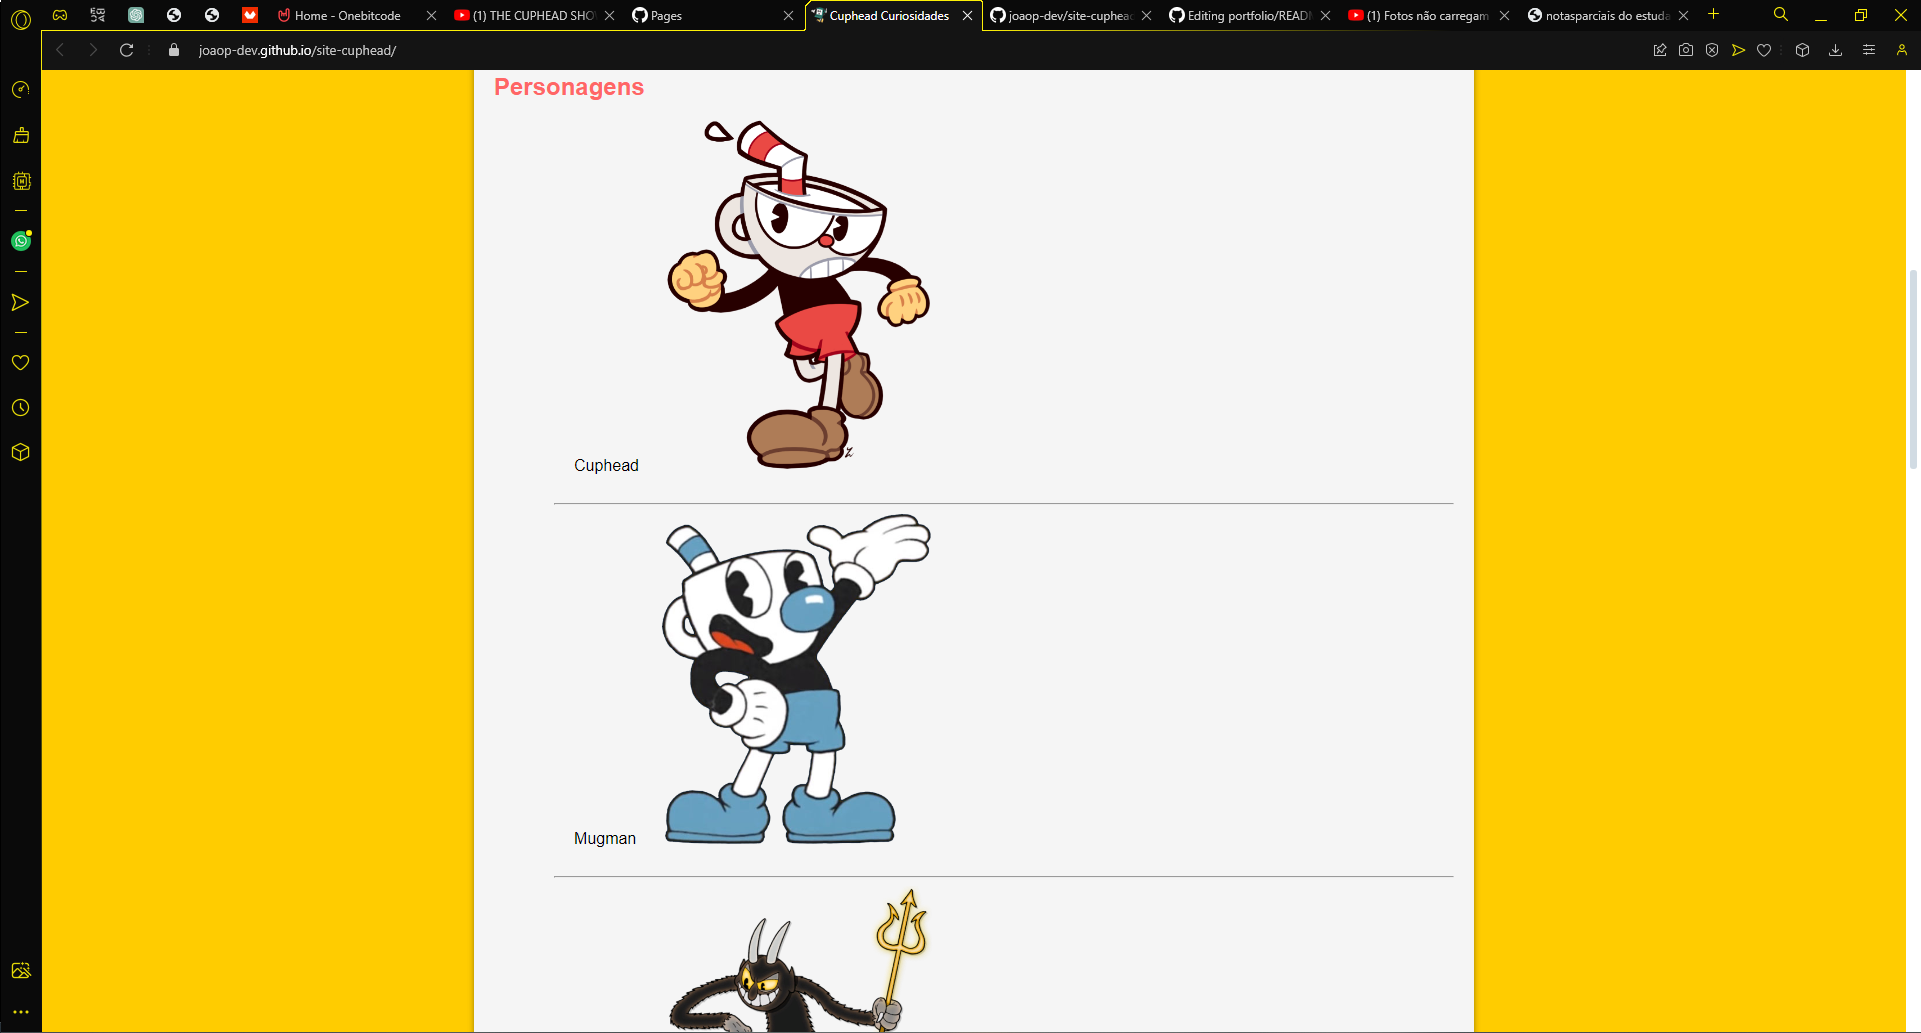 Home - Onebitcode
(1) THE CUPHEAD SHO
Pages
Cuphead Curiosidades
joaop-dev/site-cuphead
Editing portfolio/READ
(1) Fotos não carregam
notasparciais do estuda
joaop-dev.github.io/site-cuphead/
Personagens
Cuphead
Mugman